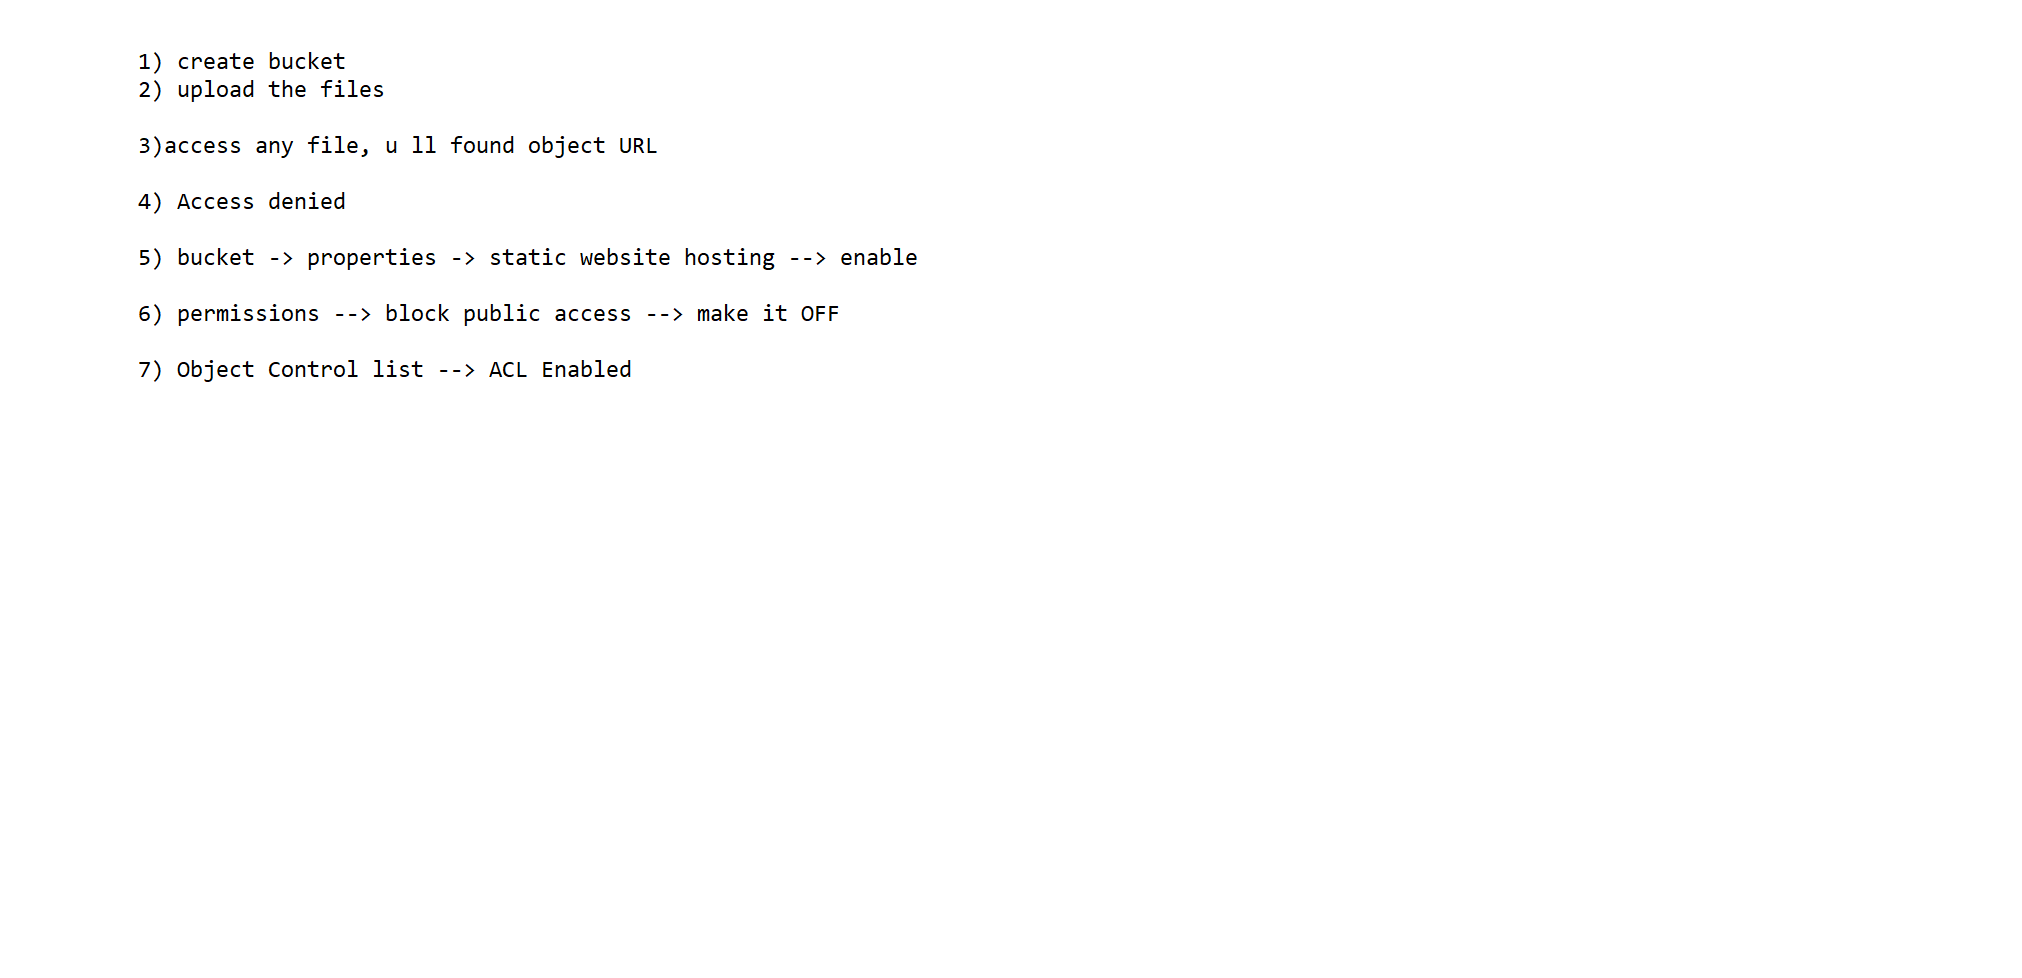 1) create bucket
2) upload the files
3)access any file, u ll found object URL
4) Access denied
5) bucket -> properties -> static website hosting --> enable
6) permissions --> block public access --> make it OFF
7) Object Control list --> ACL Enabled